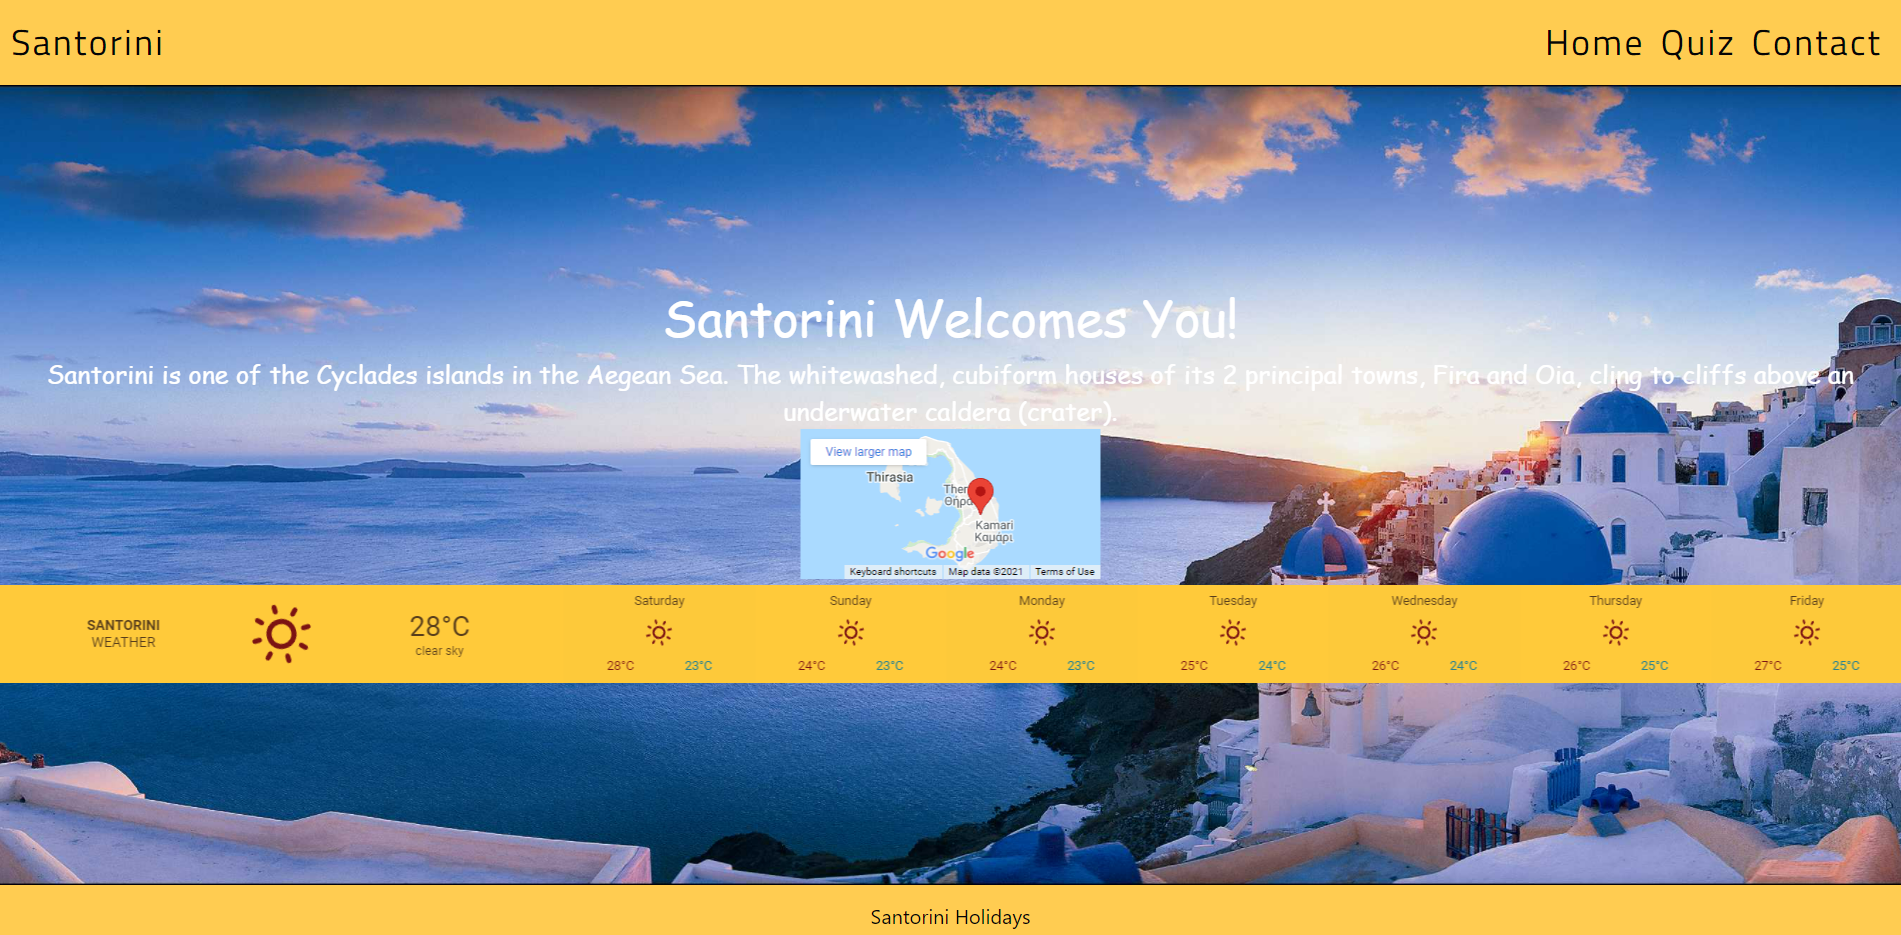 Santorini
Home Quiz Contact
Santorini Welcomes You!
Santorini is one of the Cyclades islands in the Aegean Sea. The whitewashed, cubiform houses of its 2 principal towns, Fira and Oia, cling to cliffs above an
underwater caldera (crater).
View larger map
Thirasia
Kamari
Καμάρι
Google
Keyboard shortcuts Map data ©2021 Terms of Use
SANTORINI
WEATHER
28°C
clear sky
Saturday
28°C 23°C
Sunday
24°C 23°C
Monday
24°C 23°C
Tuesday
25°C 24°C
Wednesday
26°C 24°C
Thursday
26°C 25°C
Friday
27°C 25°C
Santorini Holidays